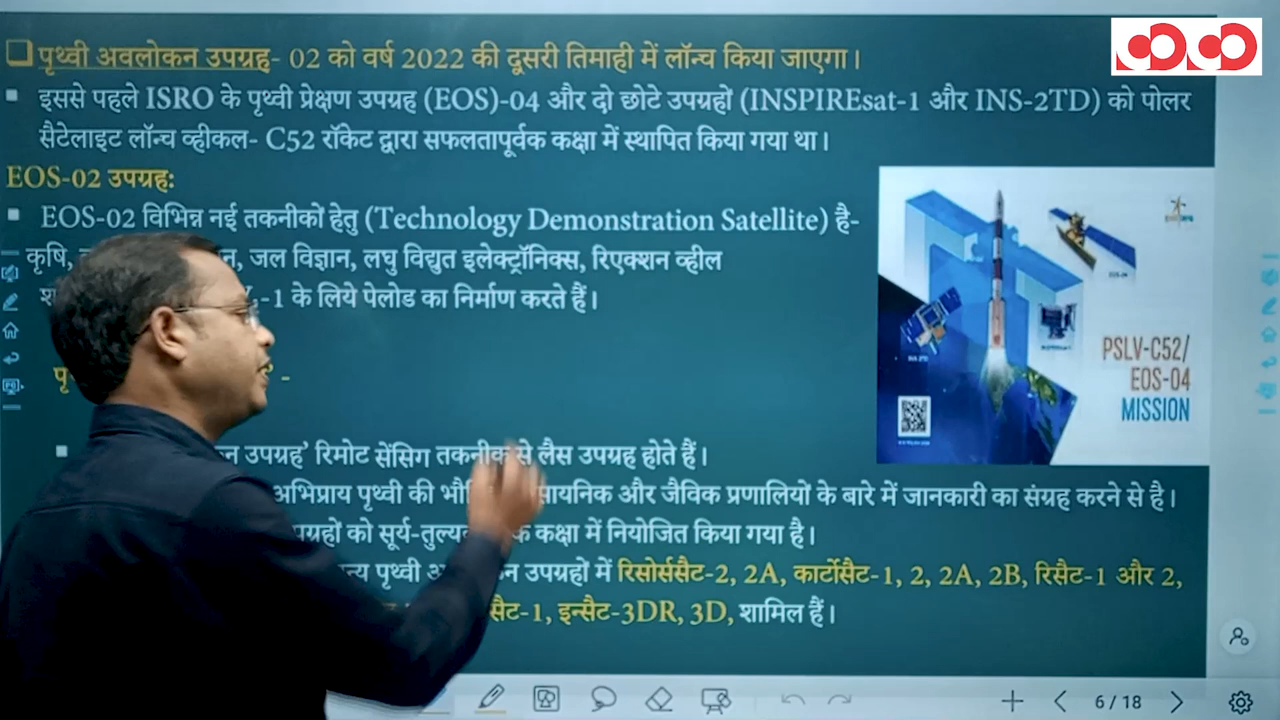 पृथ्वी अवलोकन उपग्रह- 02 को वर्ष 2022 की दूसरी तिमाही में लॉन्च किया जाएगा।
इससे पहले ISRO के पृथ्वी प्रेक्षण उपग्रह (EOS)-04 और दो छोटे उपग्रहों (INSPIREsat-1 और INS-2TD) को पोलर
सैटेलाइट लॉन्च व्हीकल- C52 रॉकेट द्वारा सफलतापूर्वक कक्षा में स्थापित किया गया था।
EOS-02 उपग्रह:
EOS-02 विभिन्न नई तकनीकों हेतु (Technology Demonstration Satellite) है-
कृषि, जल विज्ञान, लघु विद्युत इलेक्ट्रॉनिक्स, रिएक्शन व्हील
-1 के लिये पेलोड का निर्माण करते हैं।
PSLV-C52/
EOS-04
MISSION
उपग्रह’ रिमोट सेंसिग तकनीक से लैस उपग्रह होते हैं।
अभिप्राय पृथ्वी की और जैविक प्रणालियों के बारे में जानकारी का संग्रह करने से है।
को कक्षा में नियोजित किया गया है।
पृथ्वी उपग्रहों में रिसोर्ससैट-2, 2A, कार्टोसैट-1, 2, 2A, 2B, रिसैट-1 और 2,
इन्सैट-3DR, 3D, शामिल हैं।
6 / 18